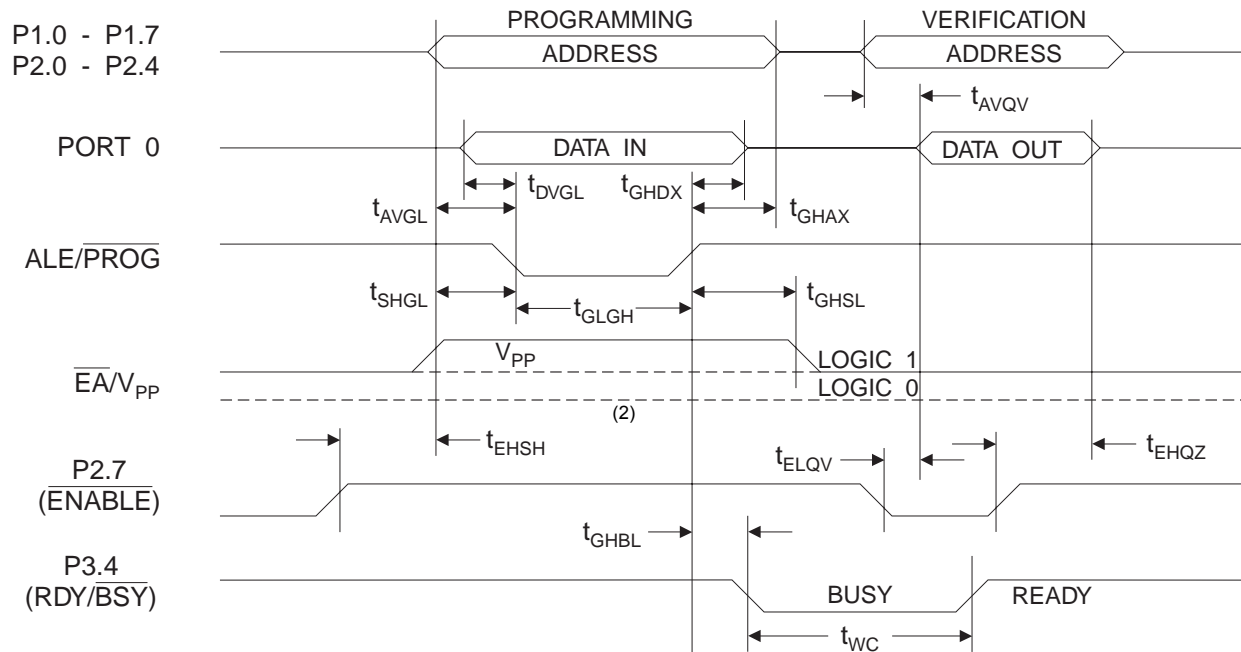 PROGRAMMING VERIFICATION
P1.0 - P1.7
P2.0 - P2.4
ADDRESS ADDRESS
tAVQV
PORT 0 DATA IN DATA OUT
tDVGL tGHDX
tAVGL tGHAX
ALE/PROG
tSHGL tGLGH tGHSL
VPP LOGIC 1
EA/VPP
LOGIC 0
(2)
tEHSH tELQV tEHQZ
P2.7
(ENABLE)
tGHBL
P3.4
(RDY/BSY)
BUSY READY
tWC